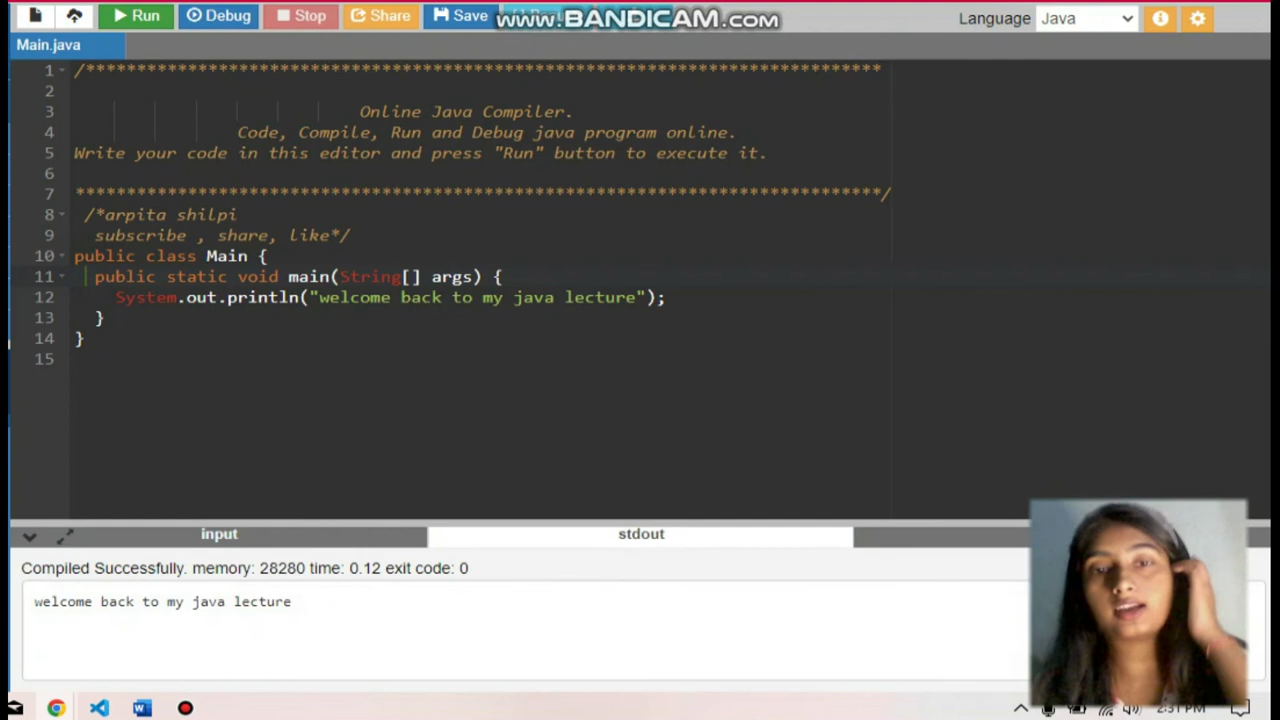 Run Debug Stop Share Save www.BANDICAM.com Language Java
Main.java
1 /******************************************************************************
2
3 Online Java Compiler.
4 Code, Compile, Run and Debug java program online.
5 Write your code in this editor and press "Run" button to execute it.
6
7 *******************************************************************************/
8 /*arpita shilpi
9 subscribe , share, like*/
10 public class Main {
11 public static void main(String[] args) {
12 System.out.println("welcome back to my java lecture");
13 }
14 }
15
input stdout
Compiled Successfully. memory: 28280 time: 0.12 exit code: 0
welcome back to my java lecture
2:31 PM